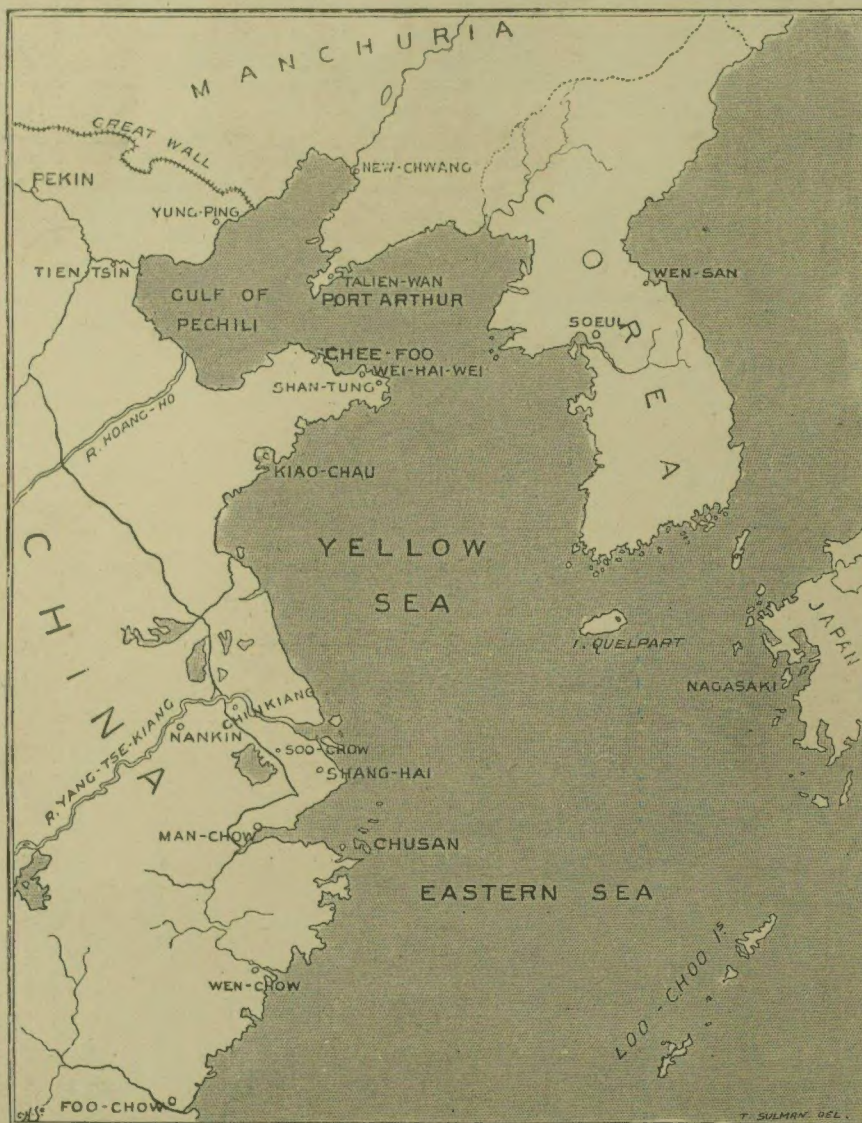 MANCHURIA
GREAT WALL
PEKIN
NEW-CHWANG
YUNG-PING
TIEN TSIN
TALIEN-WAN
PORT ARTHUR
GULF OF
PECHILI
COREA
WEN-SAN
SOEUL
CHEE-FOO
WEI-HAI-WEI
SHAN-TUNG
R. HOANG-HO
KIAO-CHAU
CHINA
YELLOW
SEA
I. QUELPART
JAPAN
NAGASAKI
CHINKIANG
R. YANG-TSE-KIANG
NANKIN
SOO-CHOW
SHANG-HAI
MAN-CHOW
CHUSAN
EASTERN SEA
WEN-CHOW
LOO-CHOO Is.
FOO-CHOW
T. SULMAN. DEL.